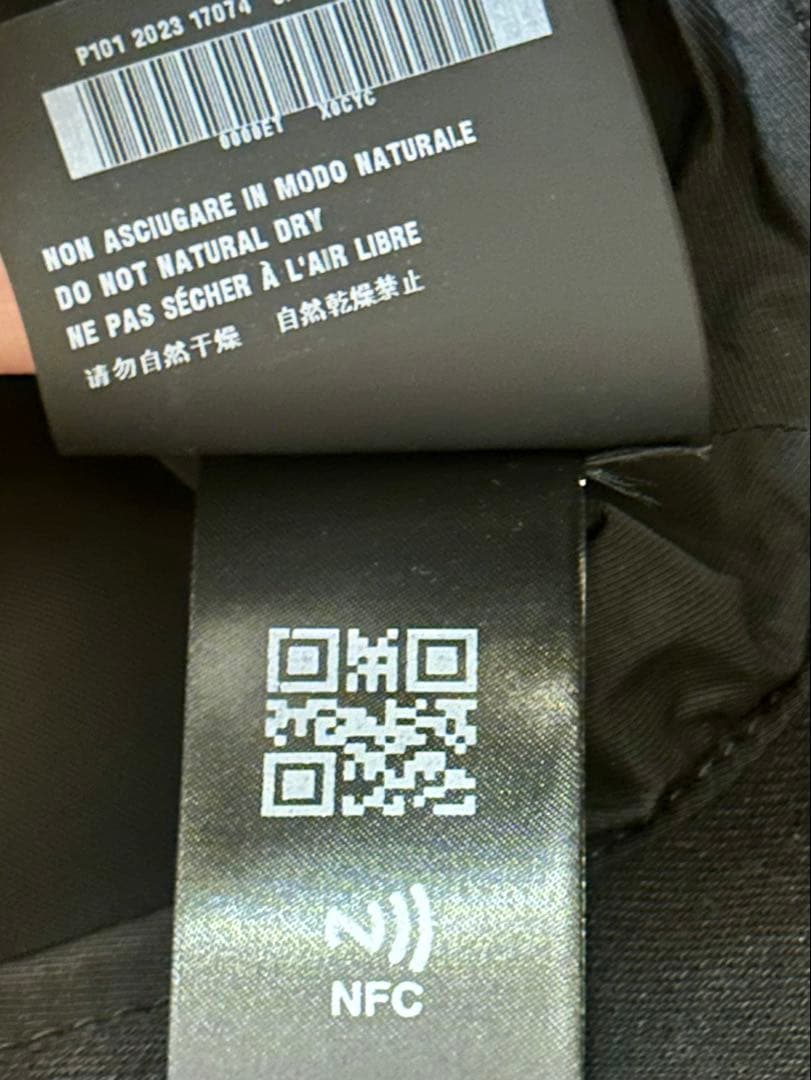 P101 2023 17074
0006ET X0CYC
NON ASCIUGARE IN MODO NATURALE
DO NOT NATURAL DRY
NE PAS SÉCHER À L'AIR LIBRE
请勿自然干燥 自然乾燥禁止
NFC